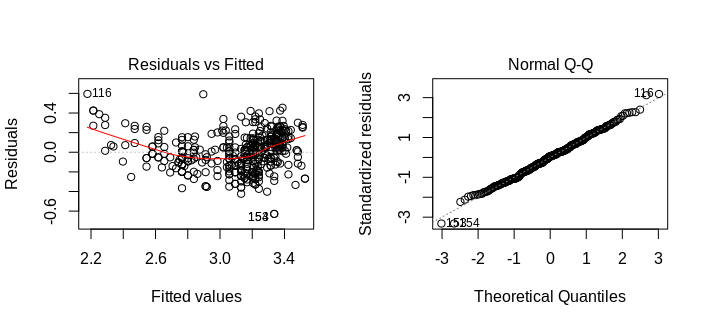 Residuals vs Fitted
Residuals
0.4
0.0
-0.6
116
154
2.2 2.6 3.0 3.4
Fitted values
Normal Q-Q
Standardized residuals
3
1
-1
-3
116
154
-3 -2 -1 0 1 2 3
Theoretical Quantiles